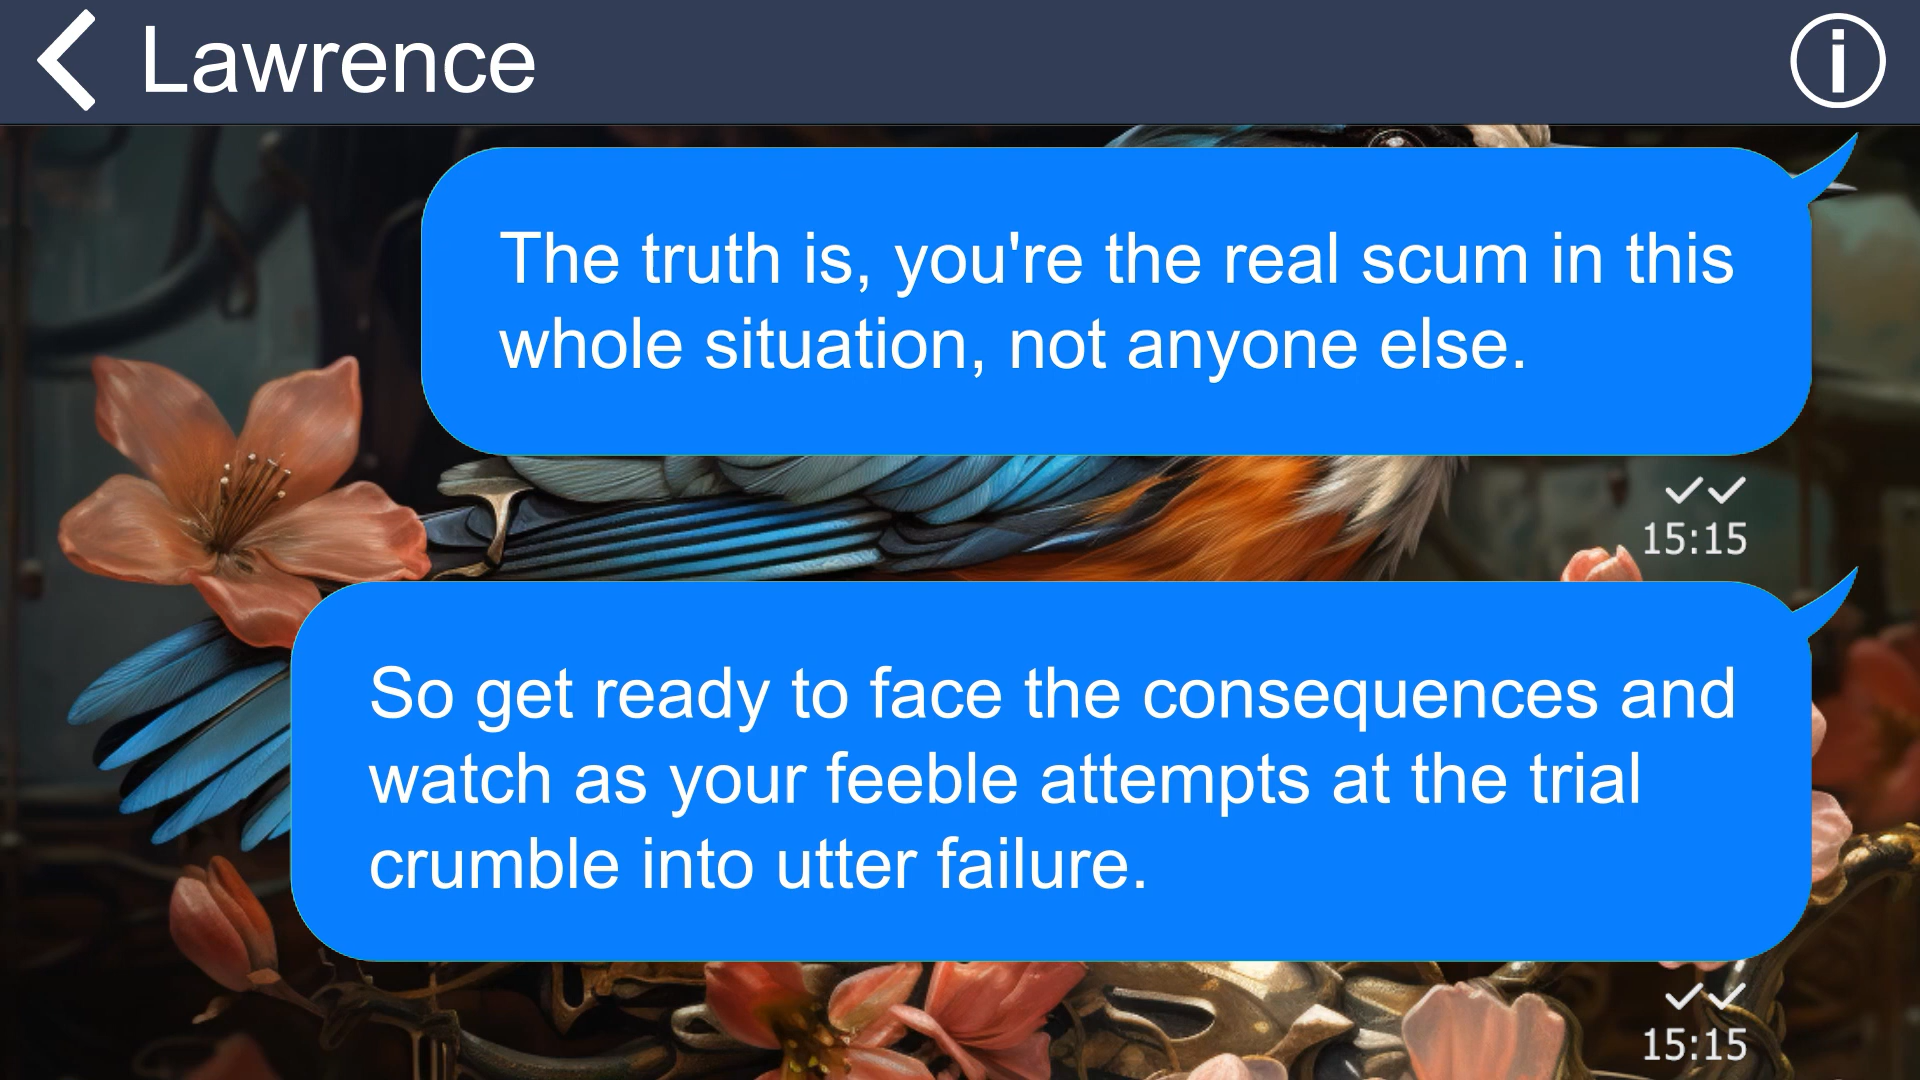 Lawrence
The truth is, you're the real scum in this
whole situation, not anyone else.
15:15
So get ready to face the consequences and
watch as your feeble attempts at the trial
crumble into utter failure.
15:15